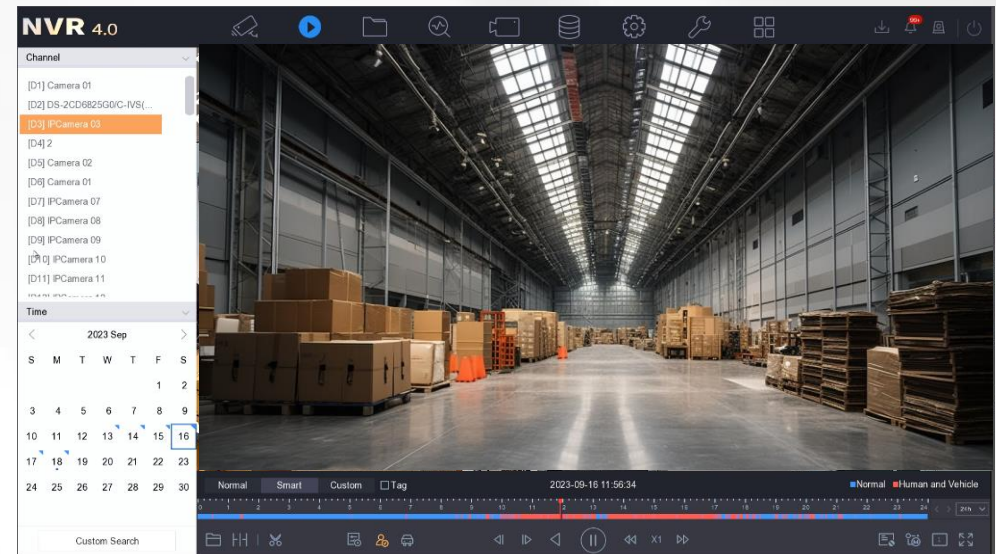 NVR 4.0
99+
Channel
[D1] Camera 01
[D2] DS-2CD6825G0/C-IVS(...
[D3] IPCamera 03
[D4] 2
[D5] Camera 02
[D6] Camera 01
[D7] IPCamera 07
[D8] IPCamera 08
[D9] IPCamera 09
[D10] IPCamera 10
[D11] IPCamera 11
Time
2023 Sep
S M T W T F S
1 2
3 4 5 6 7 8 9
10 11 12 13 14 15 16
17 18 19 20 21 22 23
24 25 26 27 28 29 30
Custom Search
Normal Smart Custom Tag 2023-09-16 11:56:34 Normal Human and Vehicle
0 1 2 3 4 5 6 7 8 9 10 11 12 13 14 15 16 17 18 19 20 21 22 23 24
X1